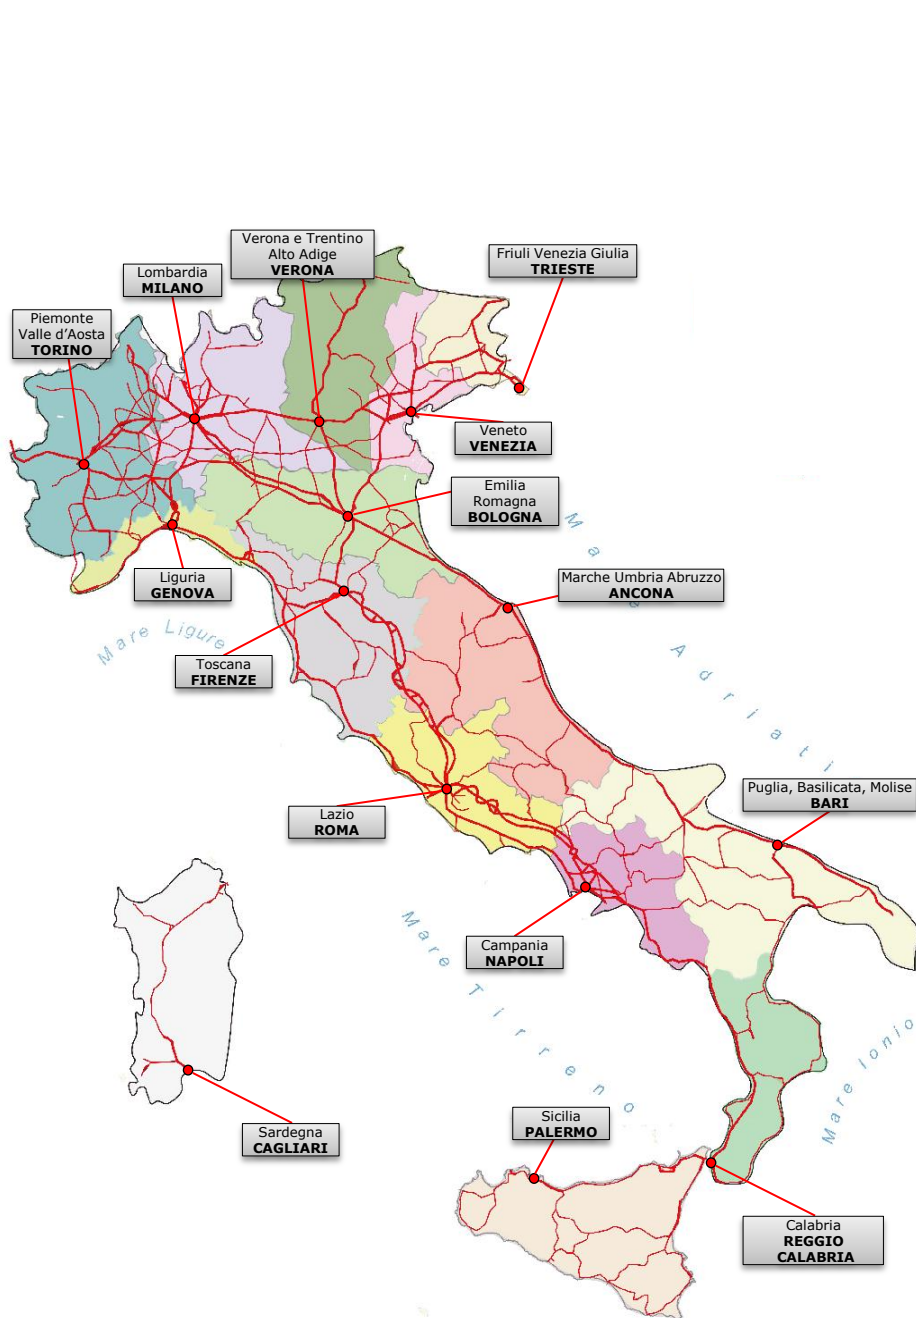 Verona e Trentino
Alto Adige
VERONA
Friuli Venezia Giulia
TRIESTE
Lombardia
MILANO
Piemonte
Valle d'Aosta
TORINO
Veneto
VENEZIA
Emilia
Romagna
BOLOGNA
Liguria
GENOVA
Marche Umbria Abruzzo
ANCONA
Mare Ligure
Toscana
FIRENZE
Mare Adriati
Puglia, Basilicata, Molise
BARI
Lazio
ROMA
Campania
NAPOLI
Mare Tirreno
Mare Ionio
Sardegna
CAGLIARI
Sicilia
PALERMO
Calabria
REGGIO
CALABRIA